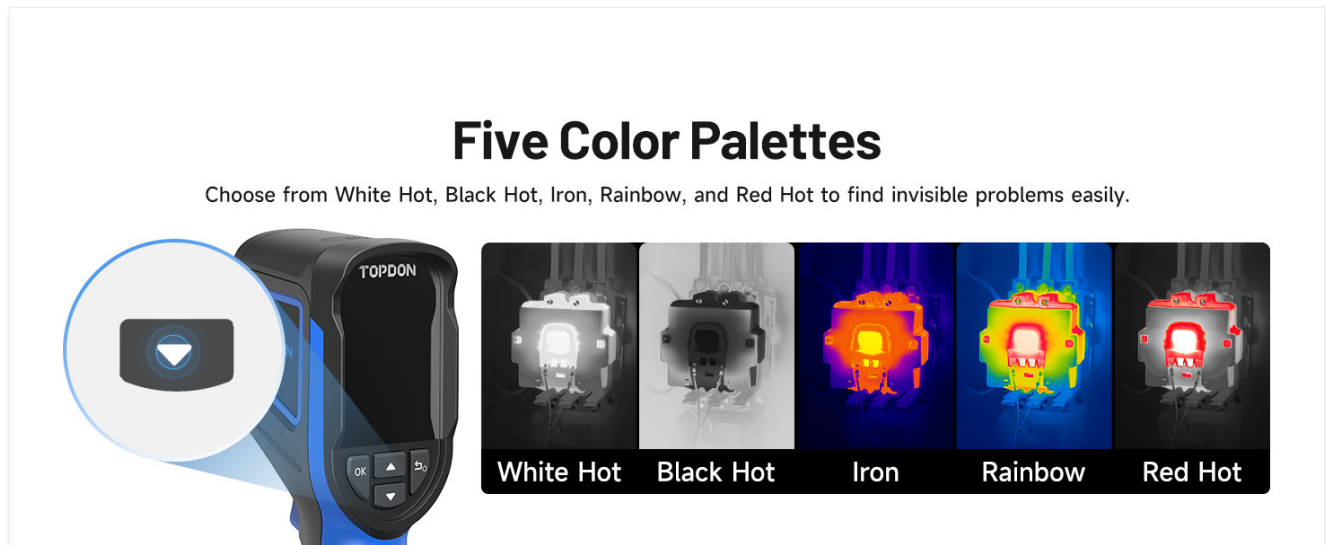 Five Color Palettes
Choose from White Hot, Black Hot, Iron, Rainbow, and Red Hot to find invisible problems easily.
TOPDON
OK
White Hot
Black Hot
Iron
Rainbow
Red Hot